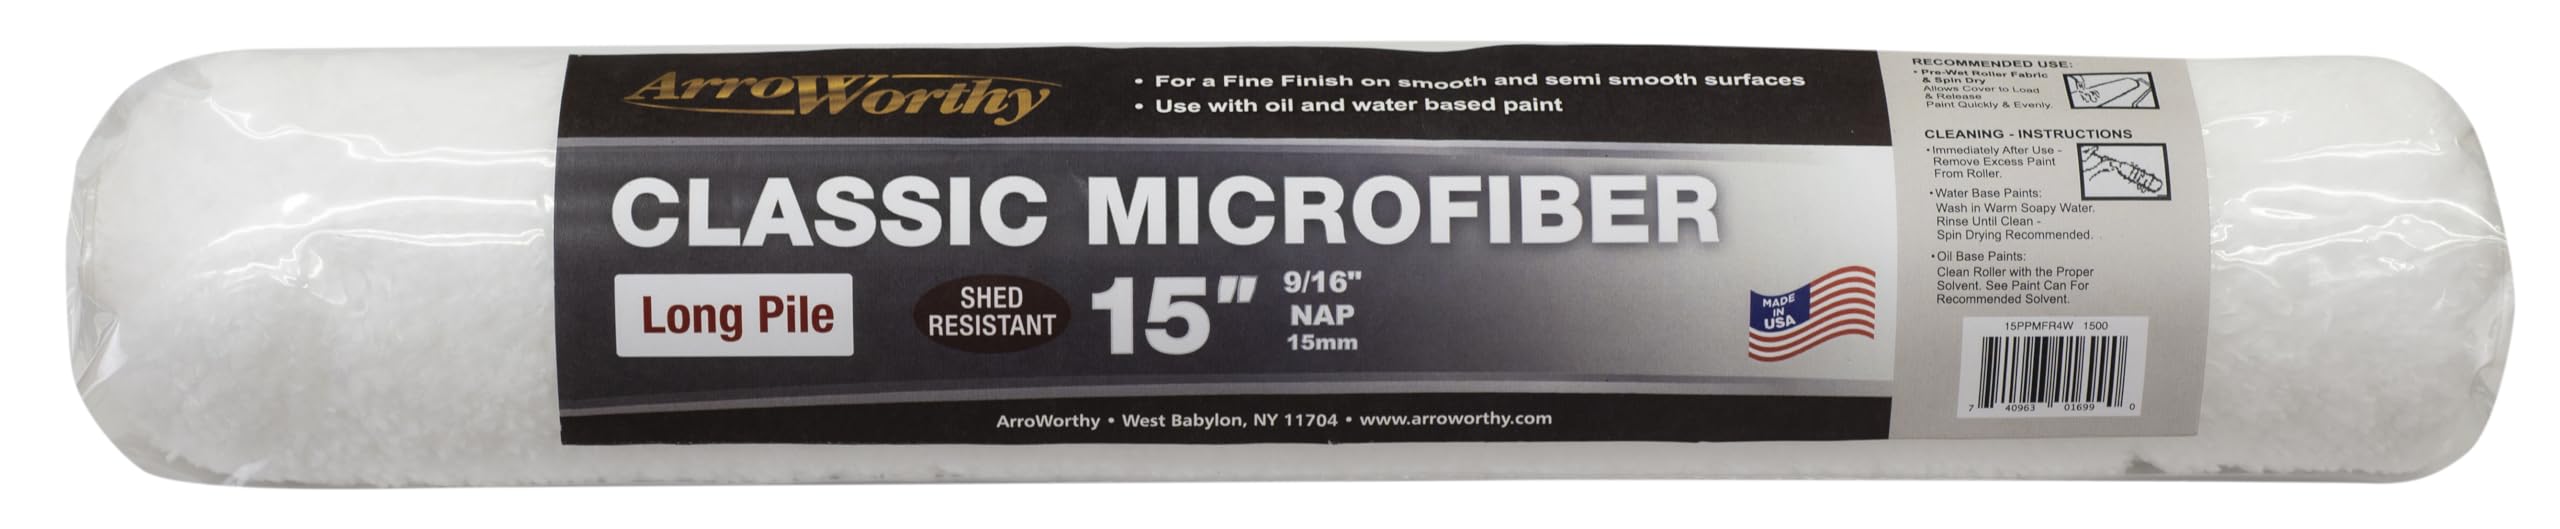 ArroWorthy
• For a Fine Finish on smooth and semi smooth surfaces
• Use with oil and water based paint
CLASSIC MICROFIBER
Long Pile
SHED
RESISTANT
15"
9/16"
NAP
15mm
MADE
IN
USA
ArroWorthy • West Babylon, NY 11704 • www.arroworthy.com
RECOMMENDED USE:
• Pre-Wet Roller Fabric
& Spin Dry
Allows Cover to Load
& Release
Paint Quickly & Evenly.
CLEANING - INSTRUCTIONS
• Immediately After Use -
Remove Excess Paint
From Roller.
• Water Base Paints:
Wash in Warm Soapy Water.
Rinse Until Clean -
Spin Drying Recommended.
• Oil Base Paints:
Clean Roller with the Proper
Solvent. See Paint Can For
Recommended Solvent.
15PPMFR4W 1500
7 40963 01699 0